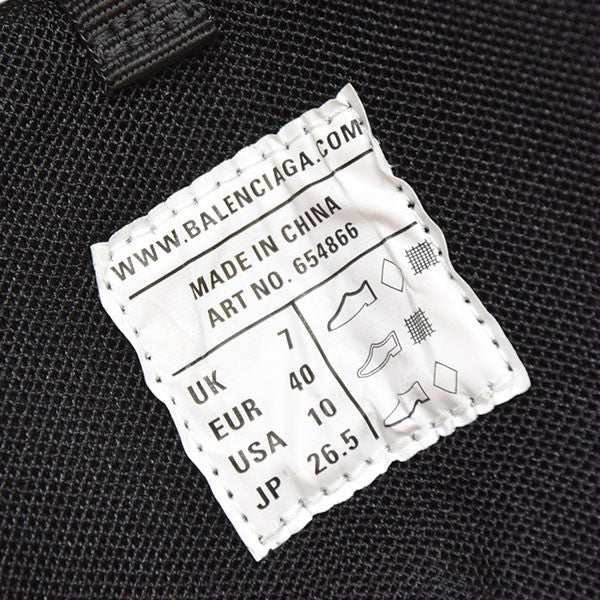 WWW.BALENCIAGA.COM
MADE IN CHINA
ART NO. 654866
UK 7
EUR 40
USA 10
JP 26.5